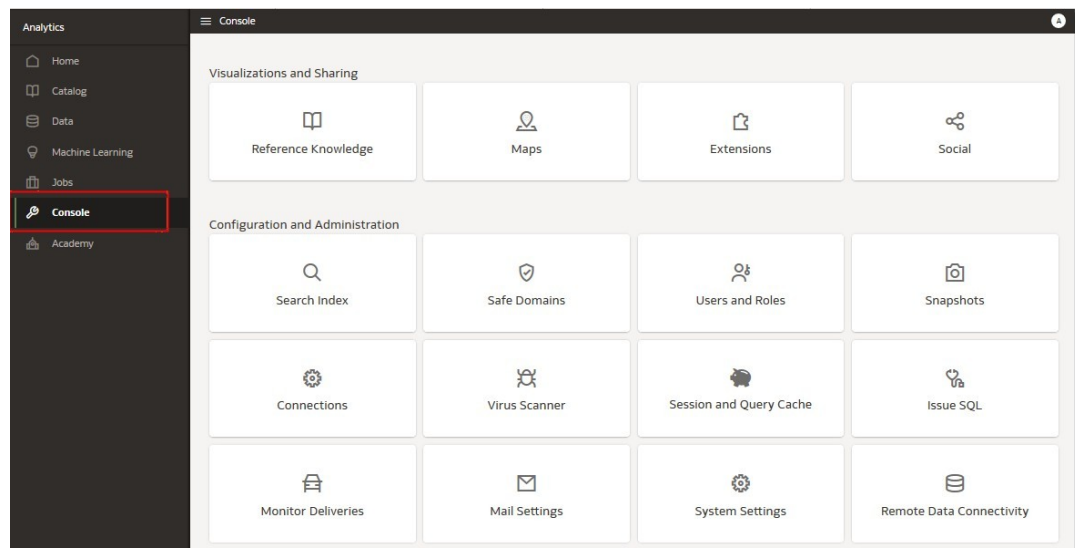 Analytics
Console
A
Home
Catalog
Data
Machine Learning
Jobs
Console
Academy
Visualizations and Sharing
Reference Knowledge
Maps
Extensions
Social
Configuration and Administration
Search Index
Safe Domains
Users and Roles
Snapshots
Connections
Virus Scanner
Session and Query Cache
Issue SQL
Monitor Deliveries
Mail Settings
System Settings
Remote Data Connectivity